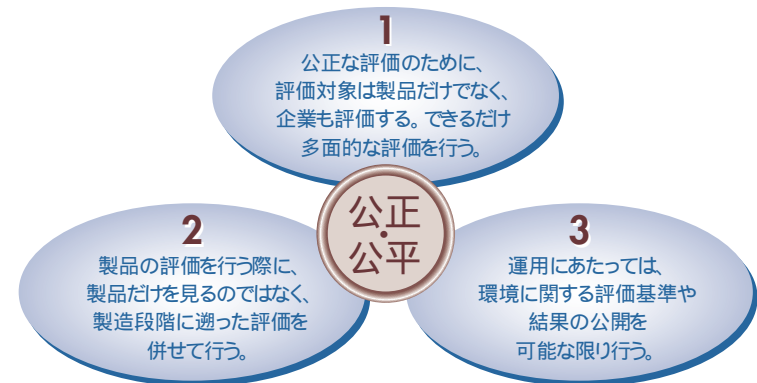 1
公正な評価のために、
評価対象は製品だけでなく、
企業も評価する。できるだけ
多面的な評価を行う。
公正
・
公平
2
製品の評価を行う際に、
製品だけを見るのではなく、
製造段階に遡った評価を
併せて行う。
3
運用にあたっては、
環境に関する評価基準や
結果の公開を
可能な限り行う。